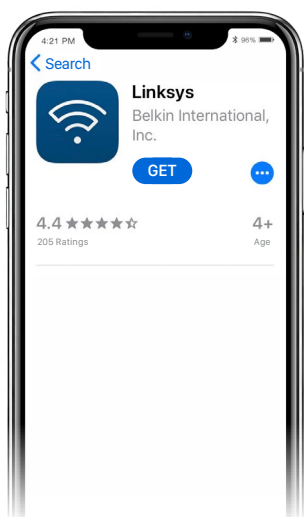 4:21 PM
96%
Search
Linksys
Belkin International,
Inc.
GET
4.4
4+
205 Ratings
Age